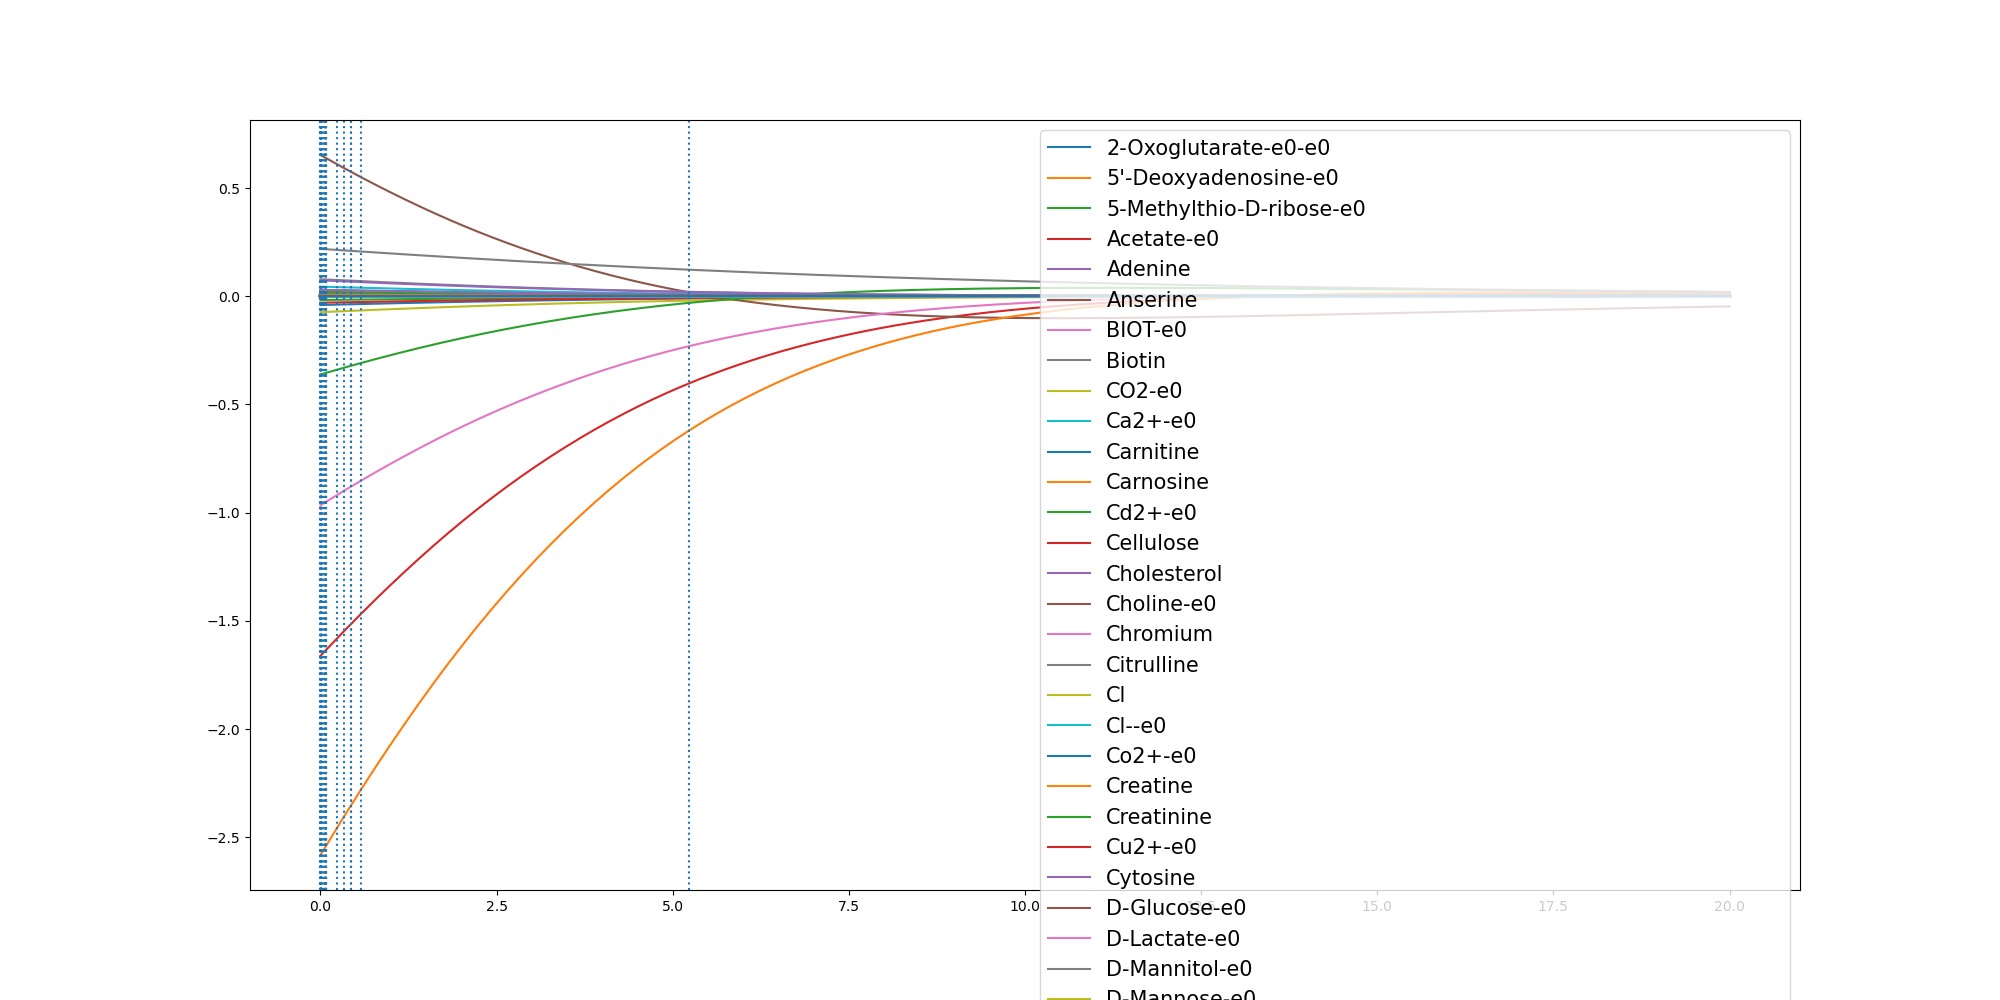 0.5
0.0
−0.5
−1.0
−1.5
−2.0
−2.5
0.0
2.5
5.0
7.5
10.0
15.0
17.5
20.0
2-Oxoglutarate-e0-e0
5'-Deoxyadenosine-e0
5-Methylthio-D-ribose-e0
Acetate-e0
Adenine
Anserine
BIOT-e0
Biotin
CO2-e0
Ca2+-e0
Carnitine
Carnosine
Cd2+-e0
Cellulose
Cholesterol
Choline-e0
Chromium
Citrulline
Cl
Cl--e0
Co2+-e0
Creatine
Creatinine
Cu2+-e0
Cytosine
D-Glucose-e0
D-Lactate-e0
D-Mannitol-e0
D-Mannose-e0